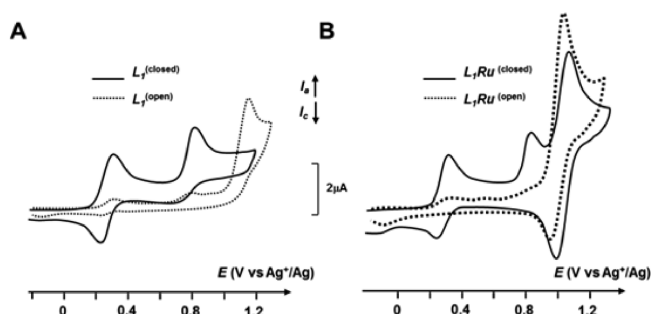 A
L₁(closed)
L₁(open)
Iₐ
I_c
2μA
E (V vs Ag⁺/Ag)
0 0.4 0.8 1.2
B
L₁Ru (closed)
L₁Ru (open)
E (V vs Ag⁺/Ag)
0 0.4 0.8 1.2